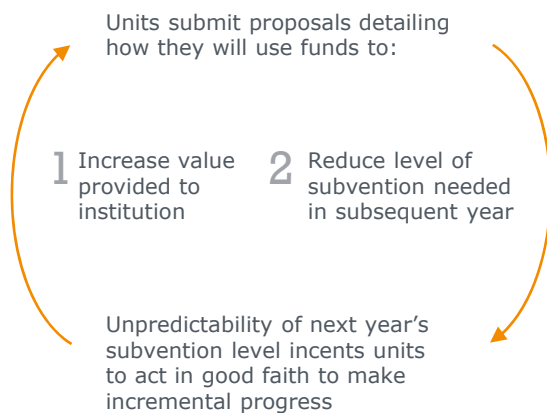 Units submit proposals detailing
how they will use funds to:
1 Increase value
provided to
institution
2 Reduce level of
subvention needed
in subsequent year
Unpredictability of next year's
subvention level incents units
to act in good faith to make
incremental progress